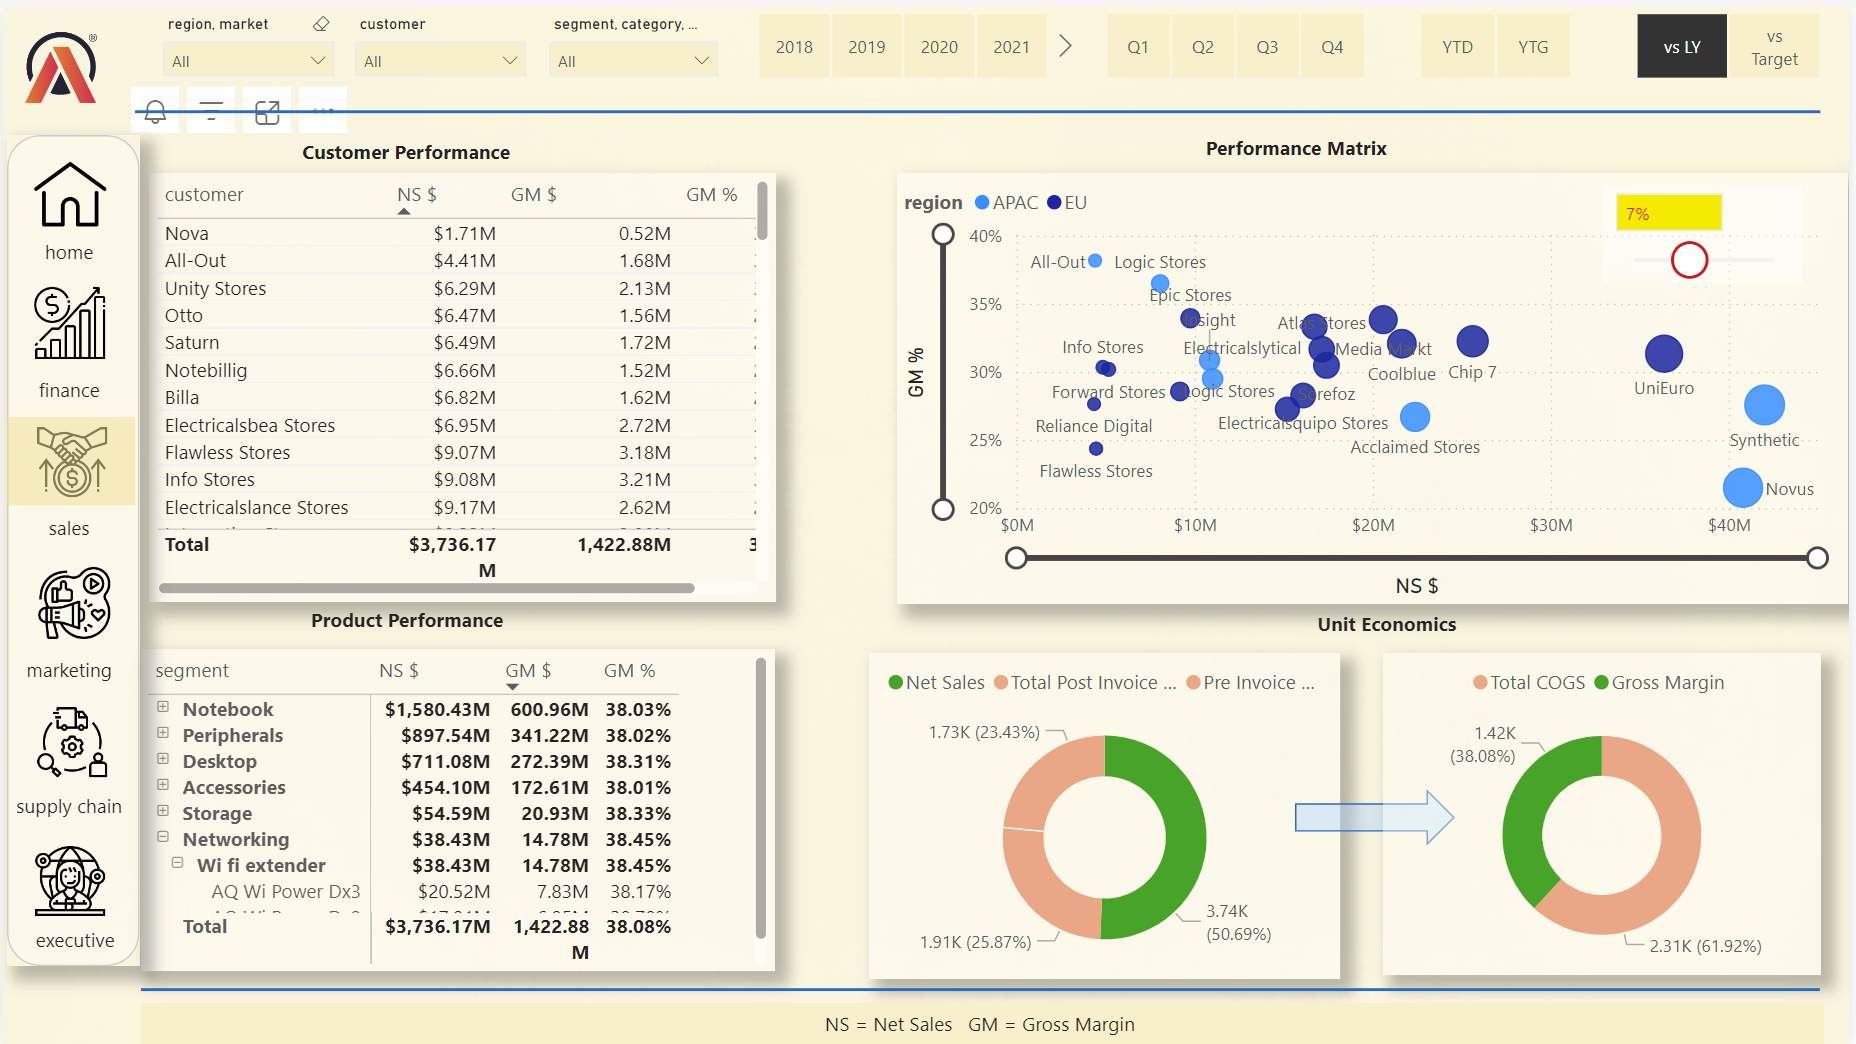 region, market
customer
segment, category, ...
All
All
All
2018
2019
2020
2021
Q1
Q2
Q3
Q4
YTD
YTG
vs LY
vs Target
®
home
finance
sales
marketing
supply chain
executive
Customer Performance
customer NS $ GM $ GM %
Nova $1.71M 0.52M
All-Out $4.41M 1.68M
Unity Stores $6.29M 2.13M
Otto $6.47M 1.56M
Saturn $6.49M 1.72M
Notebillig $6.66M 1.52M
Billa $6.82M 1.62M
Electricalsbea Stores $6.95M 2.72M
Flawless Stores $9.07M 3.18M
Info Stores $9.08M 3.21M
Electricalslance Stores $9.17M 2.62M
Total $3,736.17 1,422.88M 3
M
Performance Matrix
region APAC EU
7%
GM %
40%
35%
30%
25%
20%
All-Out
Logic Stores
Epic Stores
Insight
Atlas Stores
Info Stores
Electricalslytical
Media Markt
Coolblue
Chip 7
UniEuro
Forward Stores
Logic Stores
Sorefoz
Reliance Digital
Electricalsquipo Stores
Acclaimed Stores
Synthetic
Flawless Stores
Novus
$0M
$10M
$20M
$30M
$40M
NS $
Product Performance
segment NS $ GM $ GM %
Notebook $1,580.43M 600.96M 38.03%
Peripherals $897.54M 341.22M 38.02%
Desktop $711.08M 272.39M 38.31%
Accessories $454.10M 172.61M 38.01%
Storage $54.59M 20.93M 38.33%
Networking $38.43M 14.78M 38.45%
Wi fi extender $38.43M 14.78M 38.45%
AQ Wi Power Dx3 $20.52M 7.83M 38.17%
Total $3,736.17M 1,422.88 38.08%
M
Unit Economics
Net Sales Total Post Invoice ... Pre Invoice ...
1.73K (23.43%)
3.74K
(50.69%)
1.91K (25.87%)
Total COGS Gross Margin
1.42K
(38.08%)
2.31K (61.92%)
NS = Net Sales GM = Gross Margin